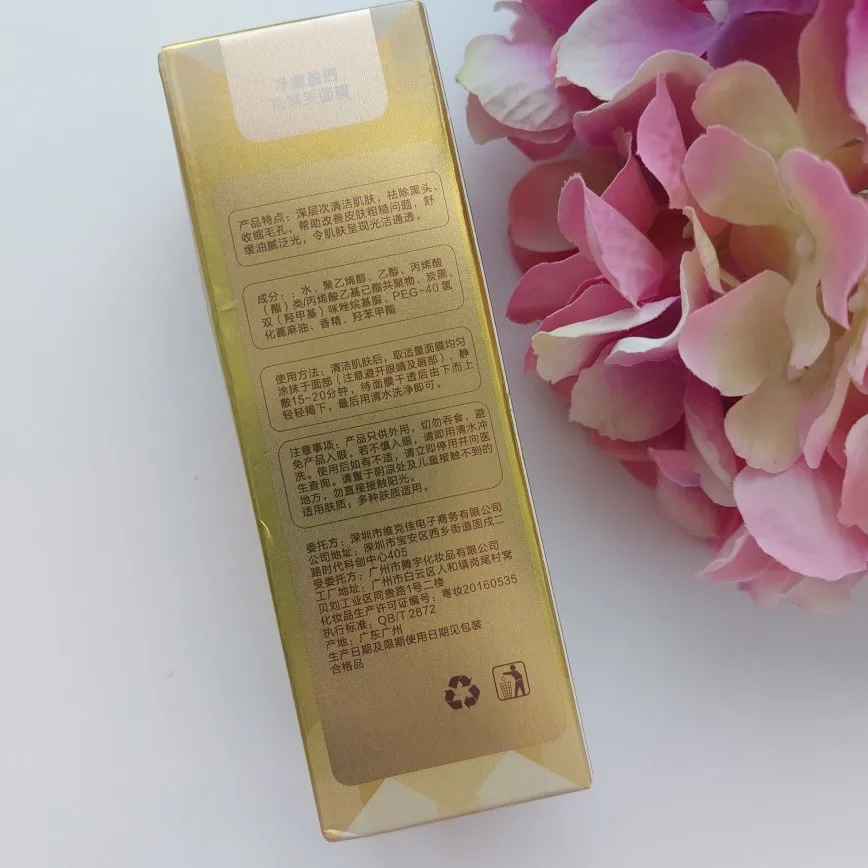 产品特点：深层次清洁肌肤，祛除黑头、
收缩毛孔，帮助改善皮肤粗糙问题，舒
缓油腻泛光，令肌肤呈现光洁通透。
成分：：水、聚乙烯醇、乙醇、丙烯酸
（酯）类/丙烯酸乙基己酯共聚物、炭黑、
双（羟甲基）咪唑烷基脲、PEG-40氢
化蓖麻油、香精、羟苯甲酯
使用方法：清洁肌肤后，取适量面膜均匀
涂抹于面部（注意避开眼睛及唇部），静
敷15-20分钟，待面膜干透后由下而上
轻轻揭下，最后用清水洗净即可。
注意事项：产品只供外用，切勿吞食，避
免产品入眼。若不慎入眼，请即用清水冲
洗。使用后如有不适，请立即停用并向医
生查询。请置于阴凉处及儿童接触不到的
地方，勿直接接触阳光。
适用肤质：多种肤质适用。
委托方：深圳市维克佳电子商务有限公司
公司地址：深圳市宝安区西乡街道固戍二
路时代科创中心405
受委托方：广州市腾宇化妆品有限公司
工厂地址：广州市白云区人和镇岗尾村窝
贝刘工业区同贵路1号二楼
化妆品生产许可证编号：粤妆20160535
执行标准：QB/T 2872
产地：广东广州
生产日期及限期使用日期见包装
合格品